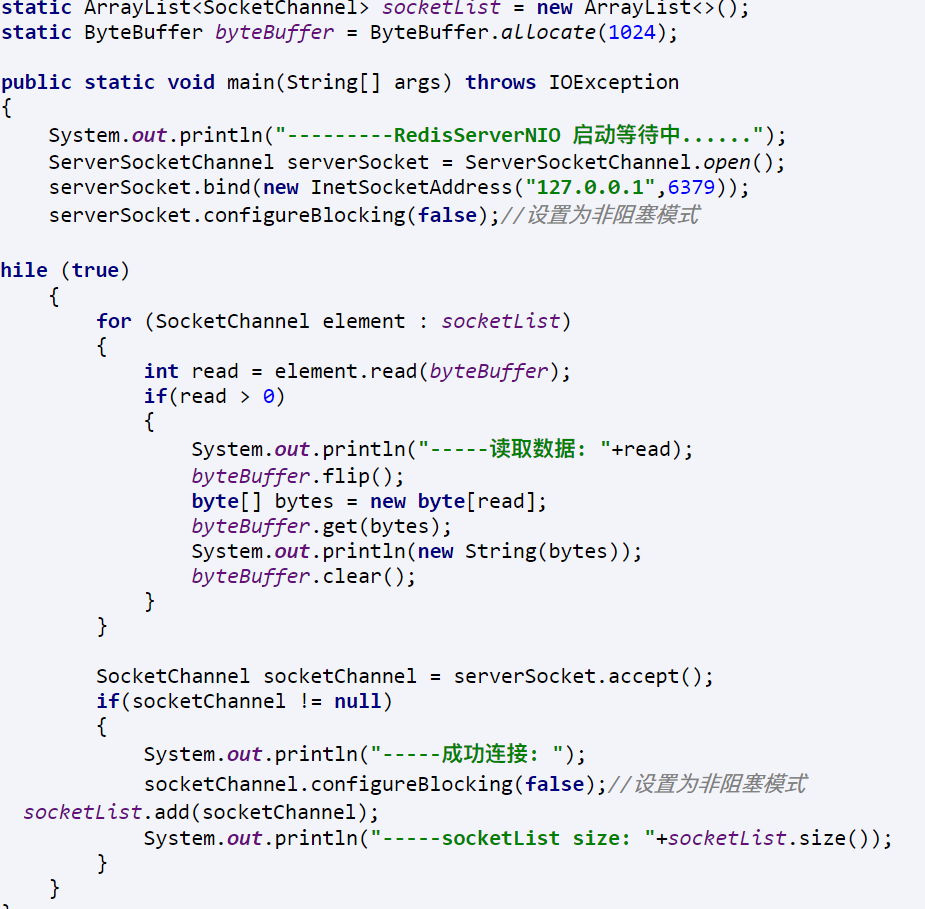 static ArrayList<SocketChannel> socketList = new ArrayList<>();
static ByteBuffer byteBuffer = ByteBuffer.allocate(1024);
public static void main(String[] args) throws IOException
{
System.out.println("---------RedisServerNIO 启动等待中......");
ServerSocketChannel serverSocket = ServerSocketChannel.open();
serverSocket.bind(new InetSocketAddress("127.0.0.1",6379));
serverSocket.configureBlocking(false);//设置为非阻塞模式
hile (true)
{
for (SocketChannel element : socketList)
{
int read = element.read(byteBuffer);
if(read > 0)
{
System.out.println("-----读取数据: "+read);
byteBuffer.flip();
byte[] bytes = new byte[read];
byteBuffer.get(bytes);
System.out.println(new String(bytes));
byteBuffer.clear();
}
}
SocketChannel socketChannel = serverSocket.accept();
if(socketChannel != null)
{
System.out.println("-----成功连接: ");
socketChannel.configureBlocking(false);//设置为非阻塞模式
socketList.add(socketChannel);
System.out.println("-----socketList size: "+socketList.size());
}
}